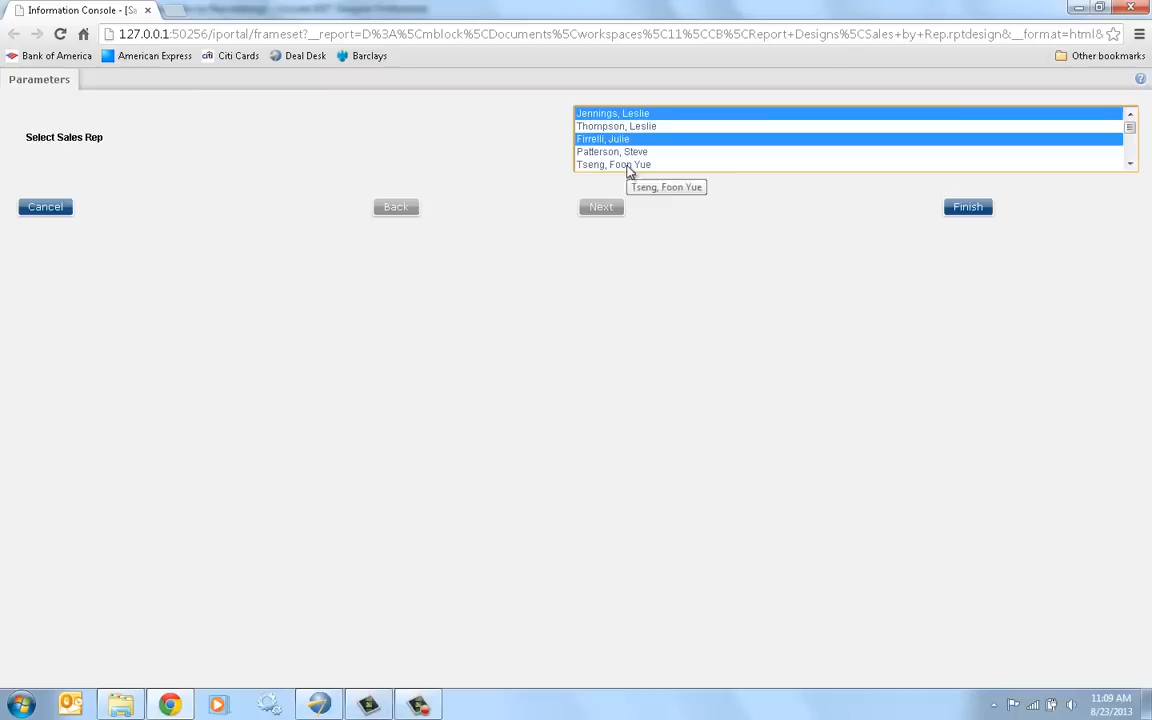 Information Console - [Sa
127.0.0.1:50256/iportal/frameset?__report=D%3A%5Cmblock%5CDocuments%5Cworkspaces%5C11%5CCB%5CReport+Designs%5CSales+by+Rep.rptdesign&__format=html&
Bank of America
American Express
citi Citi Cards
Deal Desk
Barclays
Other bookmarks
Parameters
Select Sales Rep
Jennings, Leslie
Thompson, Leslie
Firrelli, Julie
Patterson, Steve
Tseng, Foon Yue
Tseng, Foon Yue
Cancel
Back
Next
Finish
11:09 AM
8/23/2013